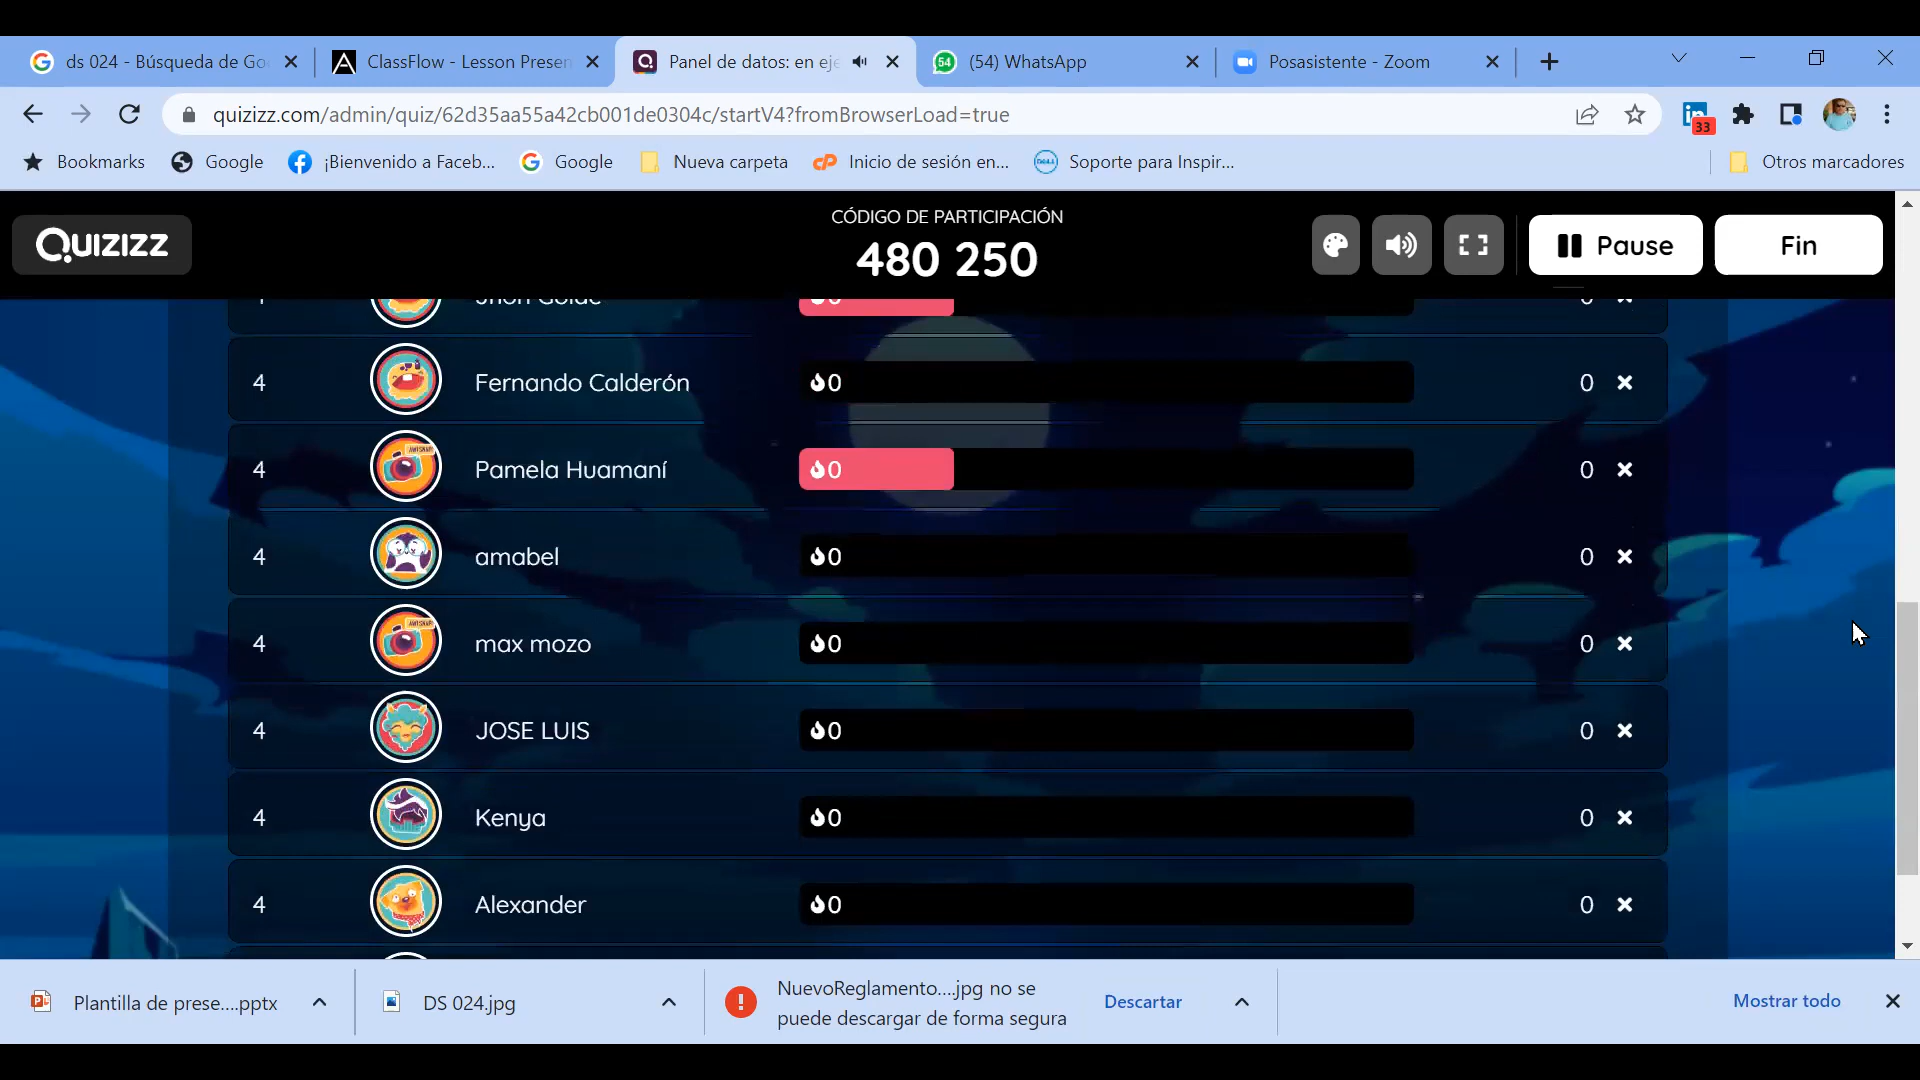 ds 024 - Búsqueda de Go
ClassFlow - Lesson Presen
Panel de datos: en eje
54
(54) WhatsApp
Posasistente - Zoom
quizizz.com/admin/quiz/62d35aa55a42cb001de0304c/startV4?fromBrowserLoad=true
33
Bookmarks
Google
¡Bienvenido a Faceb...
Google
Nueva carpeta
Inicio de sesión en...
Soporte para Inspir...
Otros marcadores
Quizizz
CÓDIGO DE PARTICIPACIÓN
480 250
Pause
Fin
4 Fernando Calderón 0 0
4 Pamela Huamaní 0 0
4 amabel 0 0
4 max mozo 0 0
4 JOSE LUIS 0 0
4 Kenya 0 0
4 Alexander 0 0
Plantilla de prese....pptx
DS 024.jpg
NuevoReglamento....jpg no se
puede descargar de forma segura
Descartar
Mostrar todo